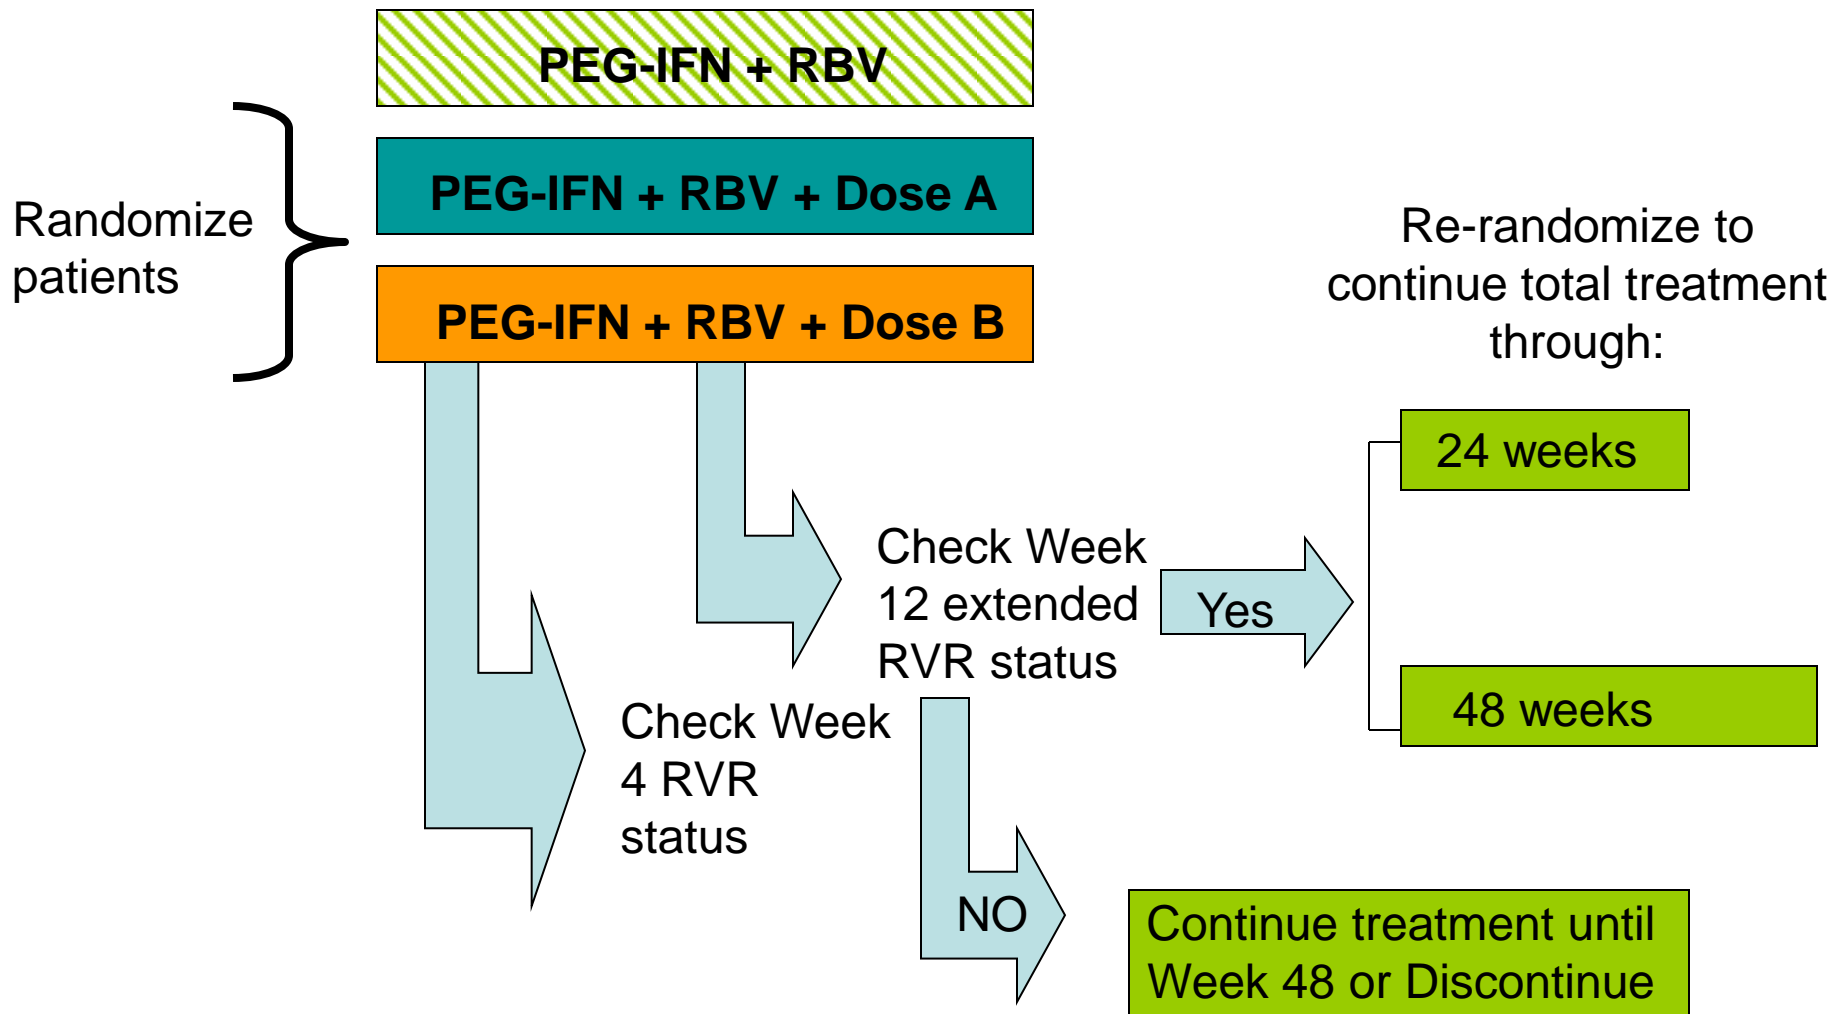 PEG-IFN + RBV
PEG-IFN + RBV + Dose A
PEG-IFN + RBV + Dose B
Randomize
patients
Re-randomize to
continue total treatment
through:
24 weeks
48 weeks
Check Week
12 extended
RVR status
Yes
Check Week
4 RVR
status
NO
Continue treatment until
Week 48 or Discontinue